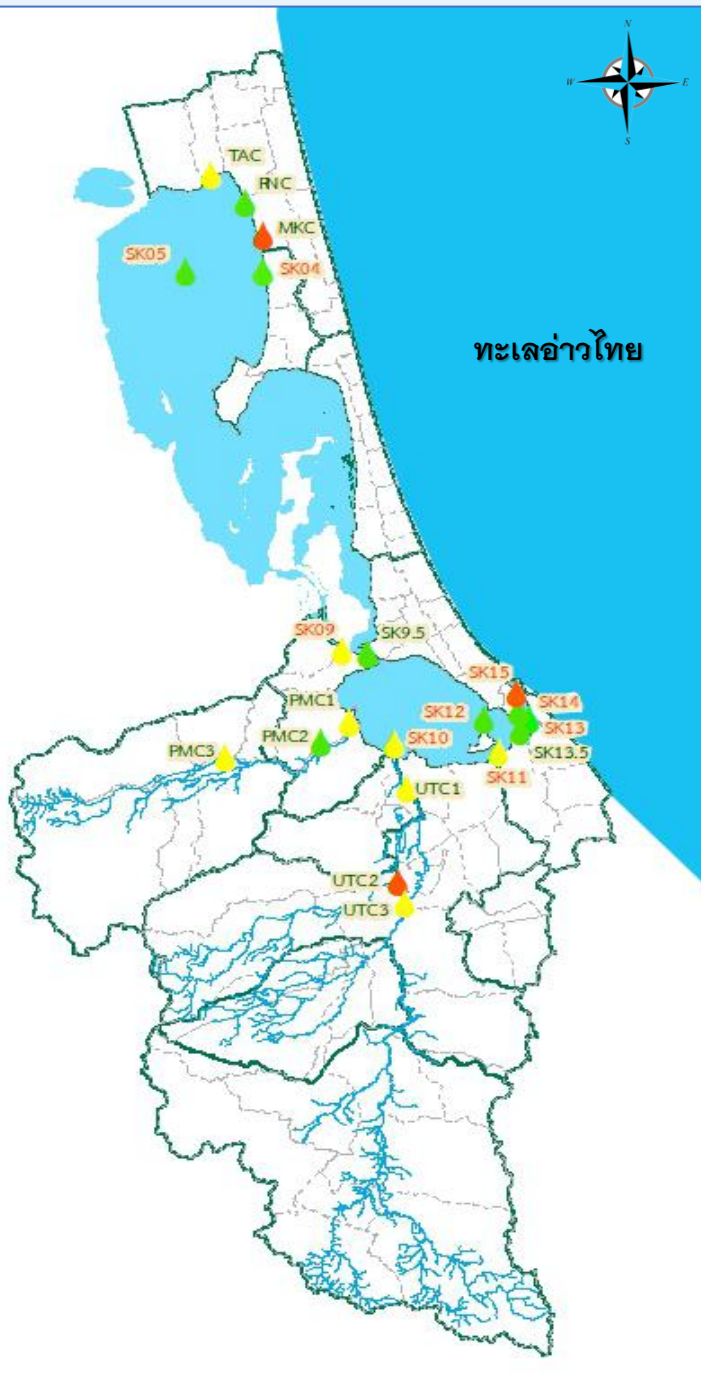 N
W
E
S
TAC
RNC
MKC
SK05
SK04
ทะเลอ่าวไทย
SK09
SK9.5
SK15
PMC1
SK14
SK12
SK13
PMC2
SK10
PMC3
SK13.5
SK11
UTC1
UTC2
UTC3